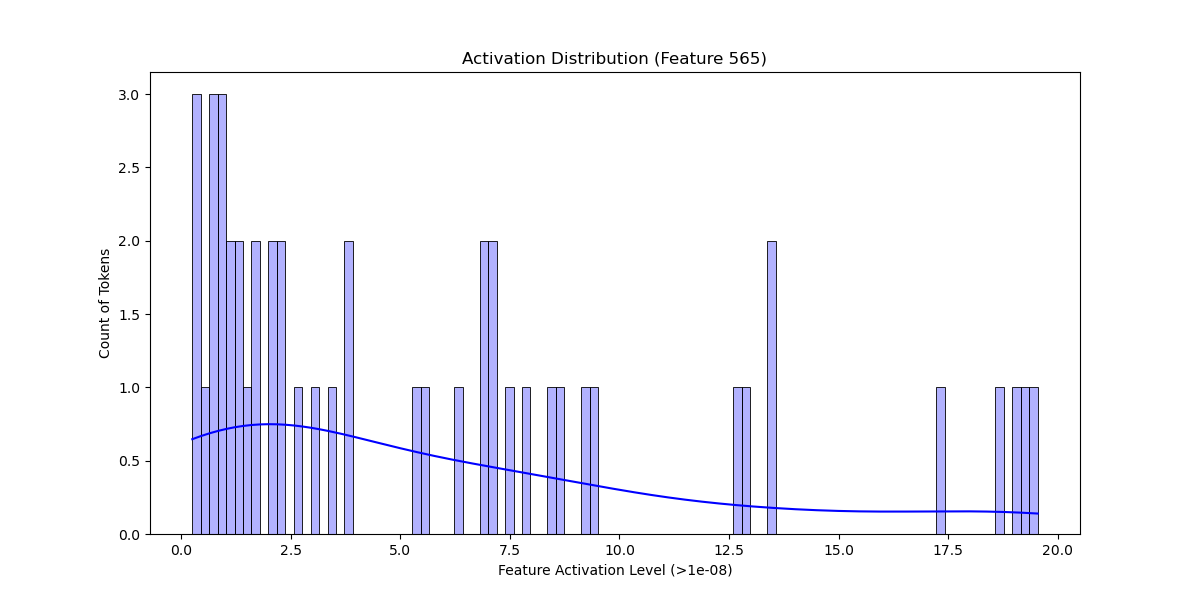 Activation Distribution (Feature 565)
3.0
2.5
2.0
1.5
1.0
0.5
0.0
Count of Tokens
0.0 2.5 5.0 7.5 10.0 12.5 15.0 17.5 20.0
Feature Activation Level (>1e-08)